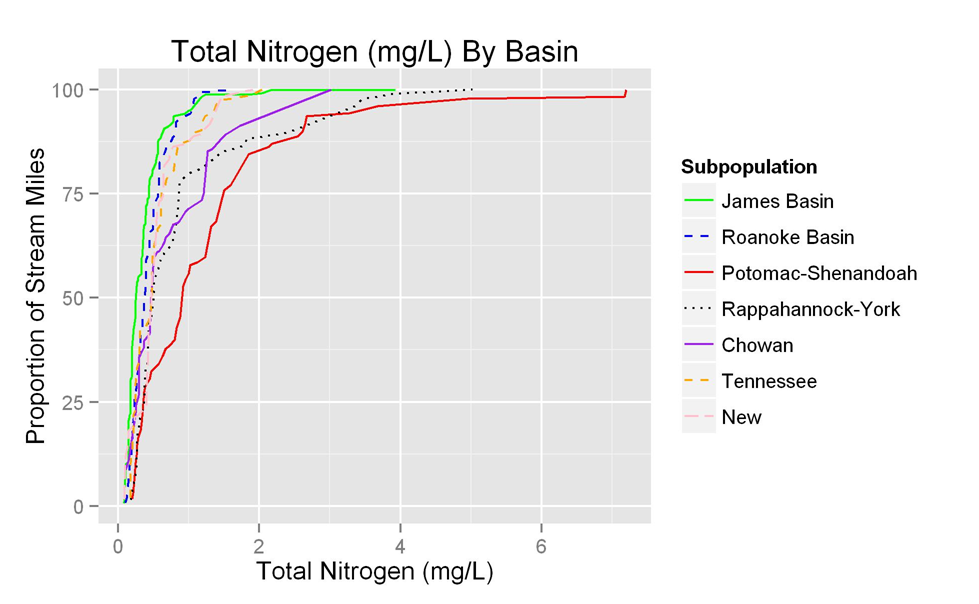 Total Nitrogen (mg/L) By Basin
Proportion of Stream Miles
100
75
50
25
0
0 2 4 6
Total Nitrogen (mg/L)
Subpopulation
James Basin
Roanoke Basin
Potomac-Shenandoah
Rappahannock-York
Chowan
Tennessee
New